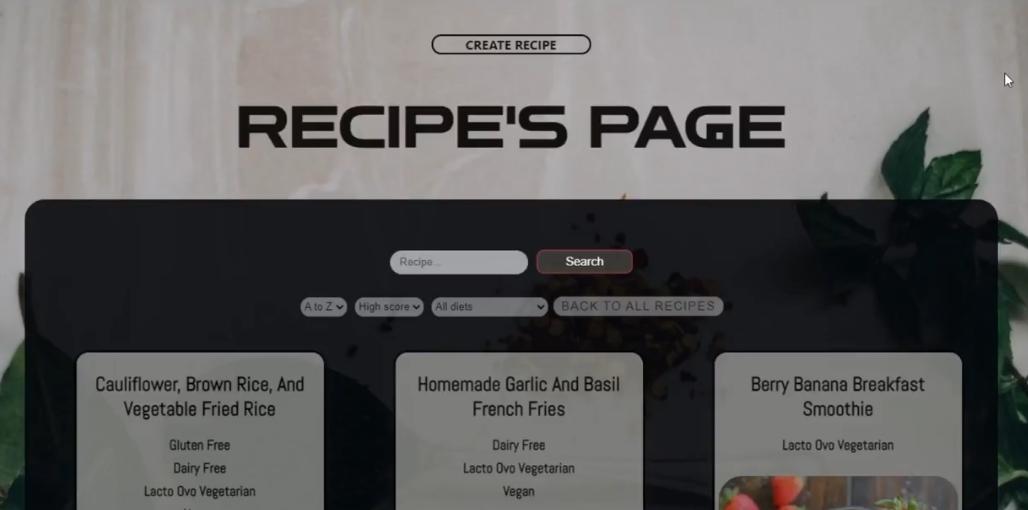 CREATE RECIPE
RECIPE'S PAGE
Recipe...
Search
A to Z
High score
All diets
BACK TO ALL RECIPES
Cauliflower, Brown Rice, And
Vegetable Fried Rice
Gluten Free
Dairy Free
Lacto Ovo Vegetarian
Homemade Garlic And Basil
French Fries
Dairy Free
Lacto Ovo Vegetarian
Vegan
Berry Banana Breakfast
Smoothie
Lacto Ovo Vegetarian